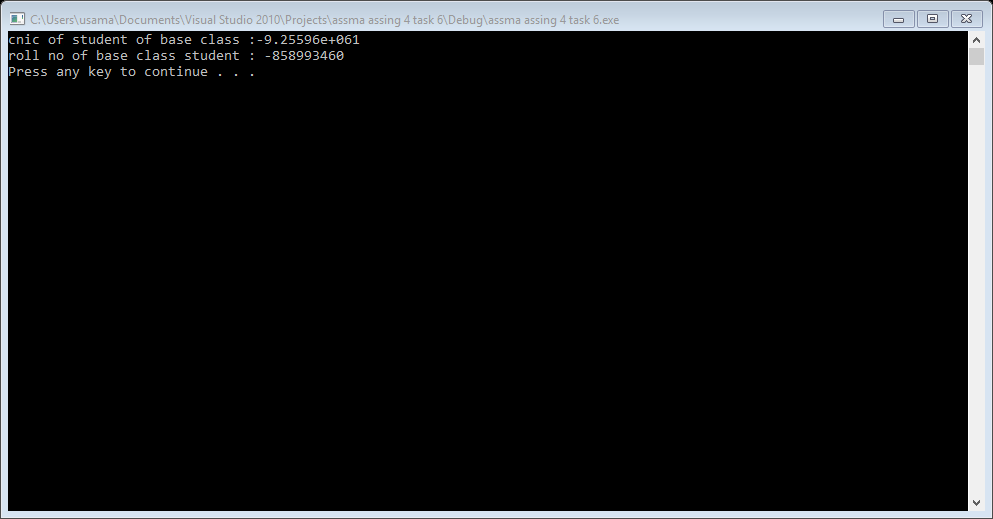 C:\Users\usama\Documents\Visual Studio 2010\Projects\assma assing 4 task 6\Debug\assma assing 4 task 6.exe
cnic of student of base class :-9.25596e+061
roll no of base class student : -858993460
Press any key to continue . . .